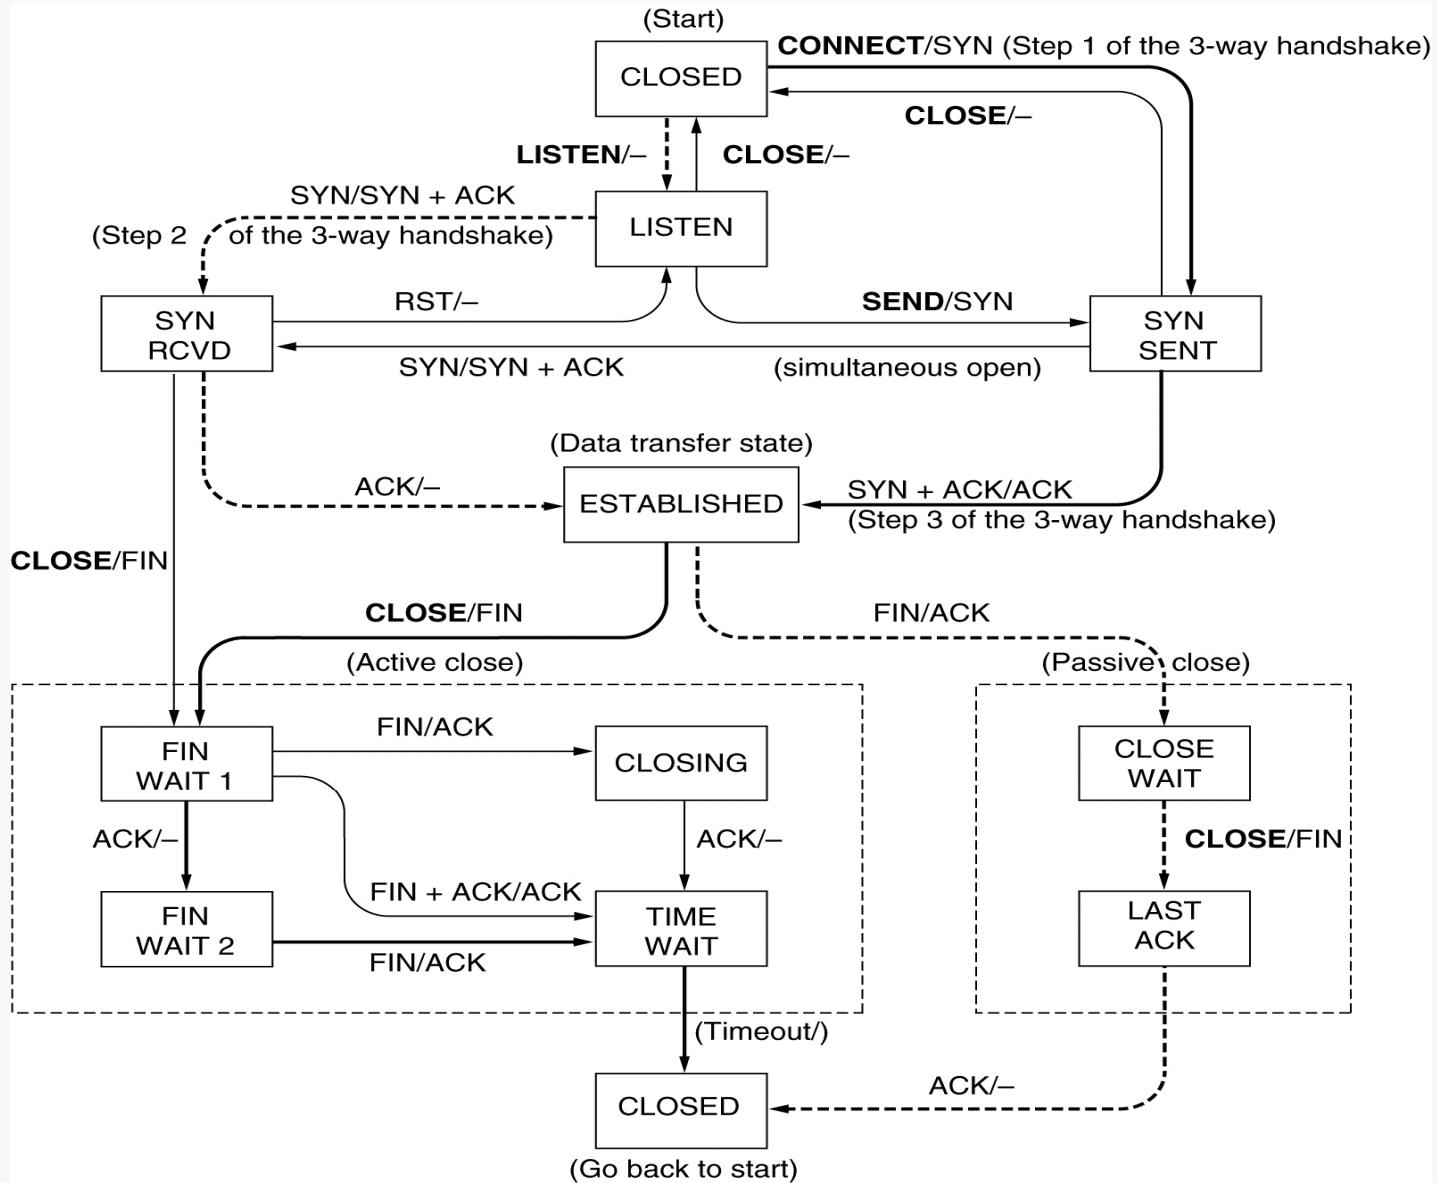 (Start)
CONNECT/SYN (Step 1 of the 3-way handshake)
CLOSED
CLOSE/–
LISTEN/–
CLOSE/–
SYN/SYN + ACK
(Step 2 of the 3-way handshake)
LISTEN
RST/–
SEND/SYN
SYN
RCVD
SYN
SENT
SYN/SYN + ACK
(simultaneous open)
(Data transfer state)
ACK/–
ESTABLISHED
SYN + ACK/ACK
(Step 3 of the 3-way handshake)
CLOSE/FIN
CLOSE/FIN
FIN/ACK
(Active close)
(Passive close)
FIN
WAIT 1
FIN/ACK
CLOSING
CLOSE
WAIT
ACK/–
ACK/–
CLOSE/FIN
FIN + ACK/ACK
FIN
WAIT 2
TIME
WAIT
LAST
ACK
FIN/ACK
(Timeout/)
CLOSED
ACK/–
(Go back to start)